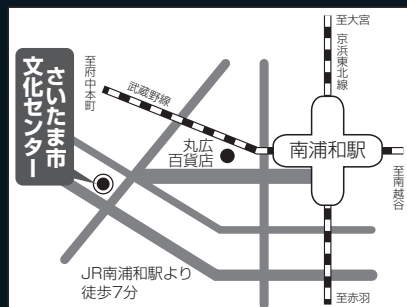 至大宮
京浜東北線
至府中本町
さいたま市
文化センター
武蔵野線
丸広
百貨店
南浦和駅
至南越谷
JR南浦和駅より
徒歩7分
至赤羽